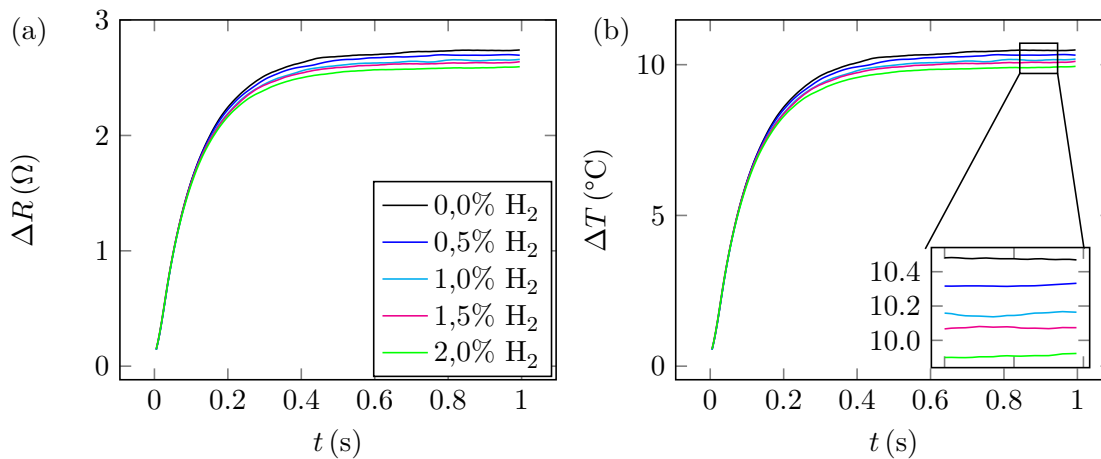 (a)
3
2
1
0
ΔR (Ω)
0 0.2 0.4 0.6 0.8 1
t (s)
0,0% H₂
0,5% H₂
1,0% H₂
1,5% H₂
2,0% H₂
(b)
10
5
0
ΔT (°C)
0 0.2 0.4 0.6 0.8 1
t (s)
10.4
10.2
10.0